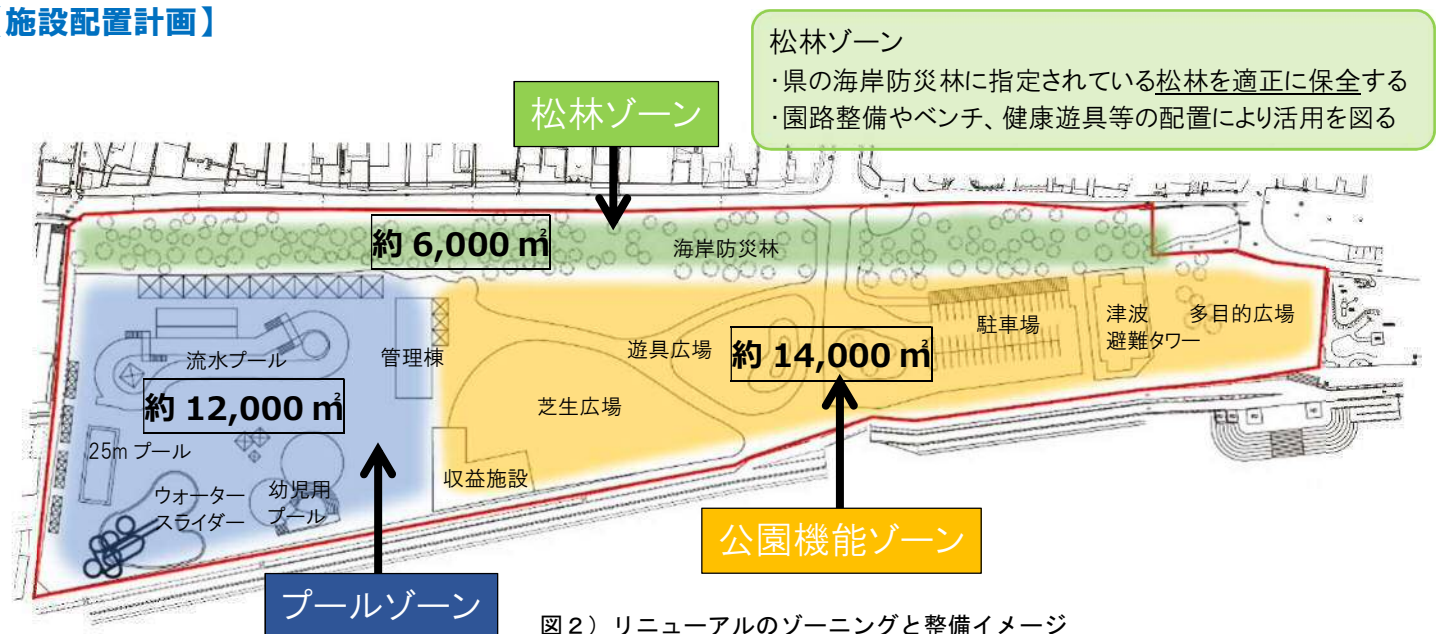 施設配置計画】
松林ゾーン
・県の海岸防災林に指定されている松林を適正に保全する
・園路整備やベンチ、健康遊具等の配置により活用を図る
松林ゾーン
約 6,000 ㎡
海岸防災林
流水プール
管理棟
遊具広場
約 14,000 ㎡
駐車場
津波
避難タワー
多目的広場
約 12,000 ㎡
芝生広場
25m プール
ウォーター
スライダー
幼児用
プール
収益施設
公園機能ゾーン
プールゾーン
図２）リニューアルのゾーニングと整備イメージ